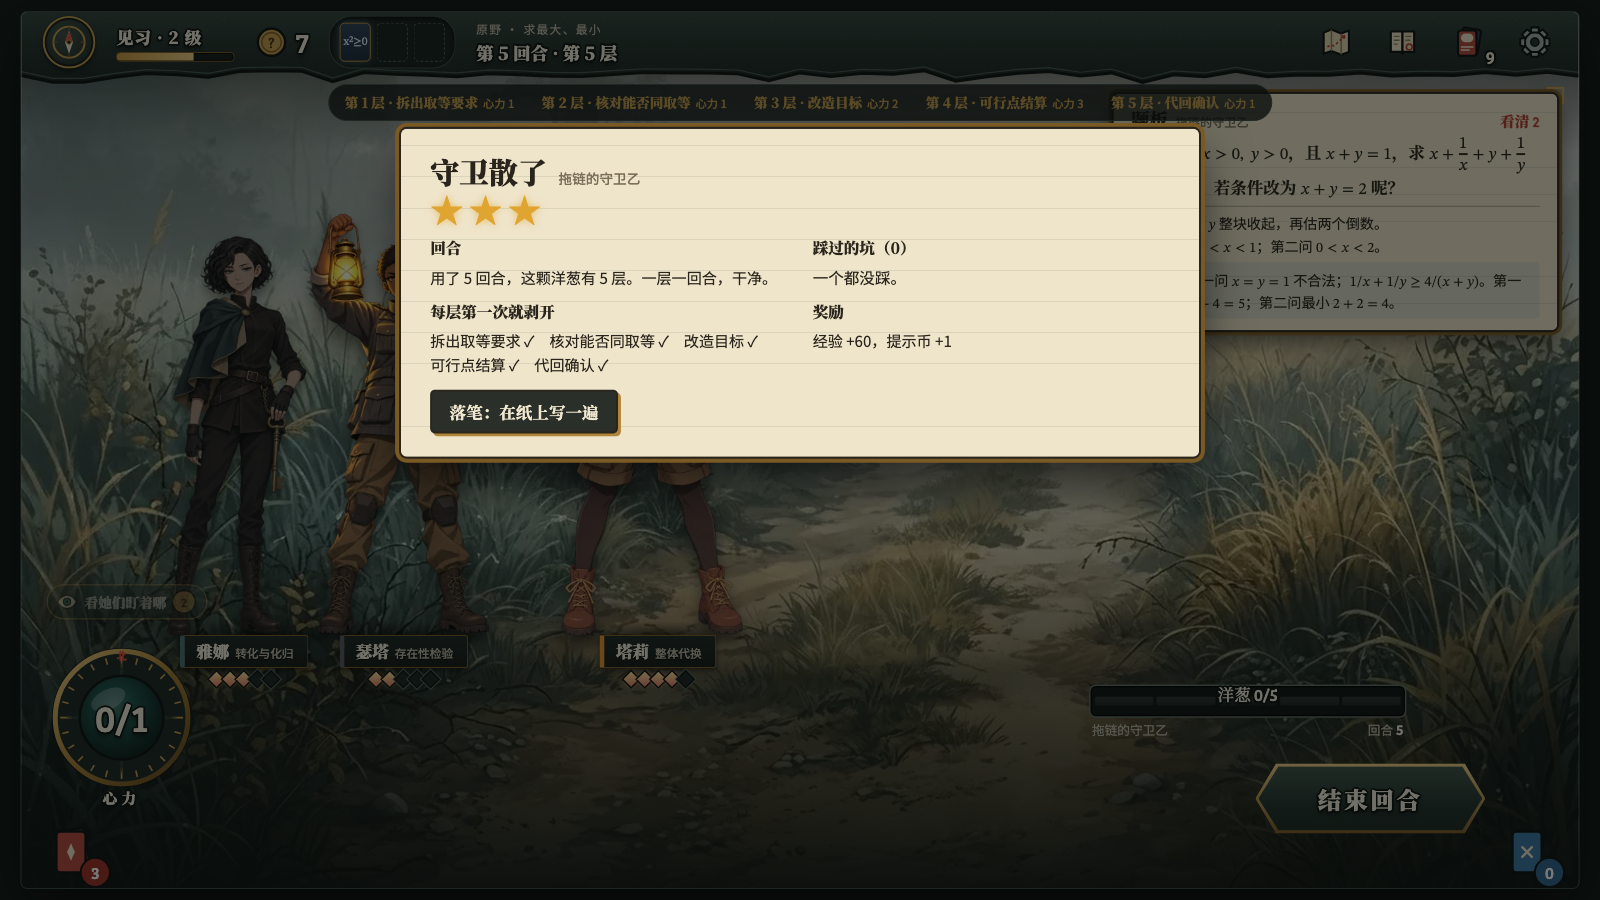 见习·2 级
7
x²≥0
原野 · 求最大、最小
第 5 回合·第 5 层
9
第 1 层·拆出取等要求 心力 1
第 2 层·核对能否同取等 心力 1
第 3 层·改造目标 心力 2
第 4 层·可行点结算 心力 3
第 5 层·代回确认 心力 1
拖链的守卫乙
看清 2
x > 0, y > 0，且 x + y = 1，求 x + 1/x + y + 1/y
若条件改为 x + y = 2 呢？
y 整块收起，再估两个倒数。
< x < 1；第二问 0 < x < 2。
一问 x = y = 1 不合法；1/x + 1/y ≥ 4/(x + y)。第一
4 = 5；第二问最小 2 + 2 = 4。
守卫散了 拖链的守卫乙
回合
用了 5 回合，这颗洋葱有 5 层。一层一回合，干净。
踩过的坑（0）
一个都没踩。
每层第一次就剥开
拆出取等要求✓ 核对能否同取等✓ 改造目标✓
可行点结算✓ 代回确认✓
奖励
经验 +60，提示币 +1
落笔：在纸上写一遍
看她们盯着哪 2
雅娜 转化与化归
瑟塔 存在性检验
塔莉 整体代换
0/1
心力
3
洋葱 0/5
拖链的守卫乙
回合 5
结束回合
0